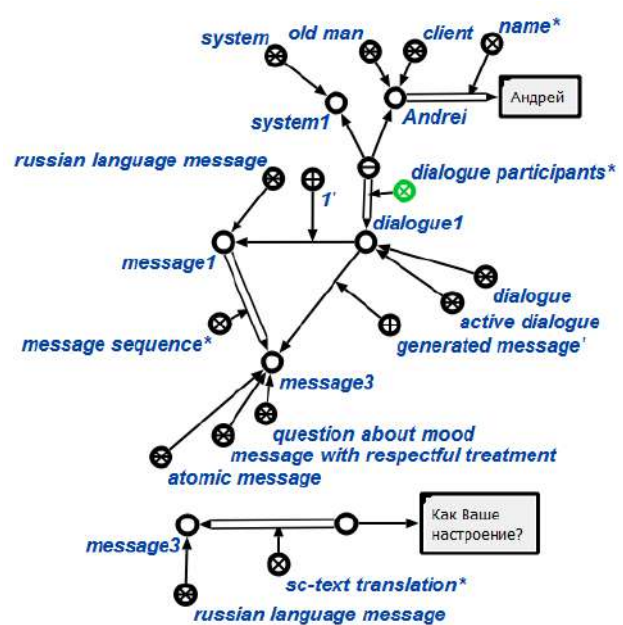 name*
system
old man
client
Андрей
system1
Andrei
russian language message
dialogue participants*
1'
dialogue1
message1
dialogue
active dialogue
message sequence*
generated message'
message3
question about mood
message with respectful treatment
atomic message
Как Ваше
настроение?
message3
sc-text translation*
russian language message